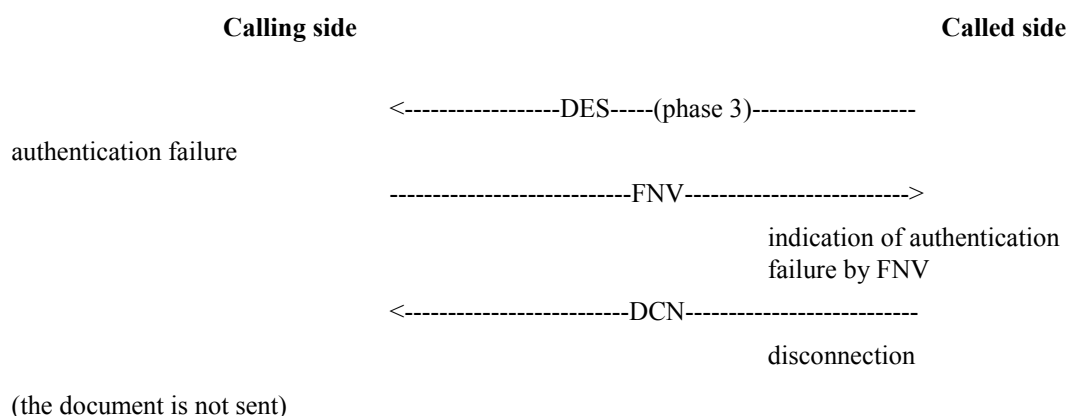 Calling side Called side
<------------------DES-----(phase 3)-------------------
authentication failure
----------------------------FNV-------------------------->
indication of authentication
failure by FNV
<--------------------------DCN---------------------------
disconnection
(the document is not sent)